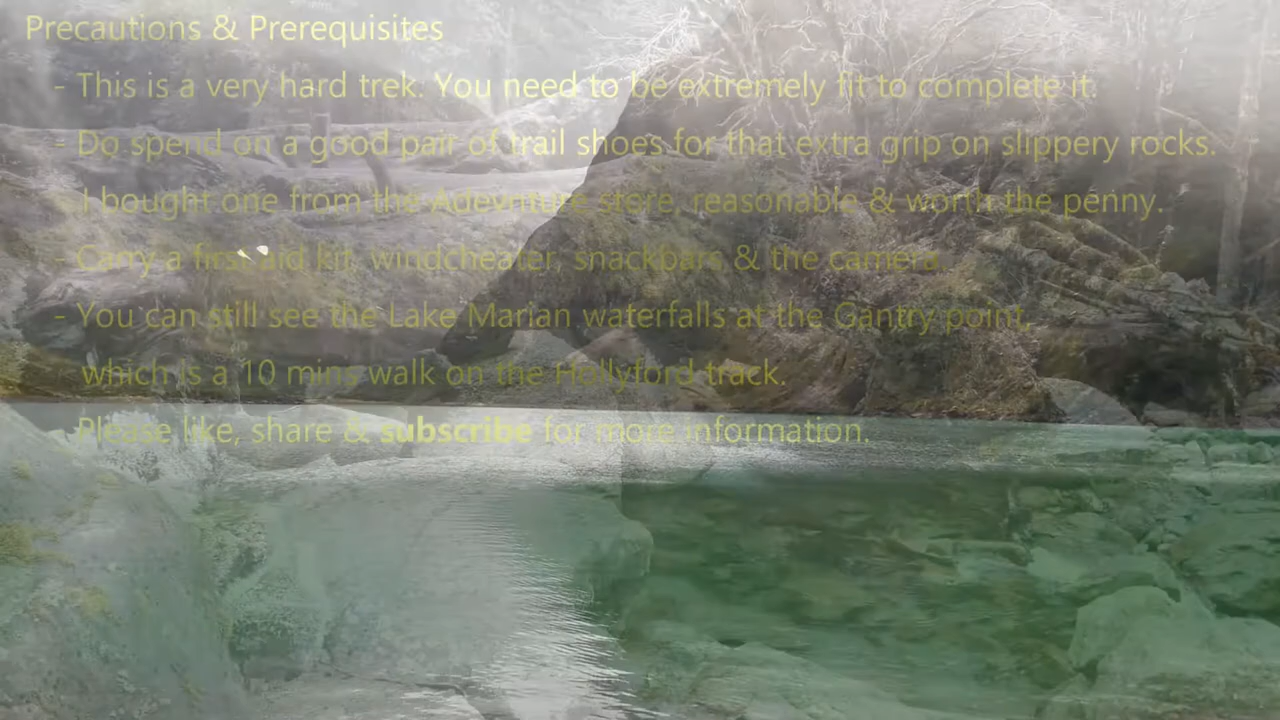 Precautions & Prerequisites
- This is a very hard trek. You need to be extremely fit to complete it.
- Do spend on a good pair of trail shoes for that extra grip on slippery rocks.
I bought one from the Adevnture store, reasonable & worth the penny.
- Carry a first aid kit, windcheater, snackbars & the camera.
- You can still see the Lake Marian waterfalls at the Gantry point,
which is a 10 mins walk on the Hollyford track.
Please like, share & subscribe for more information.